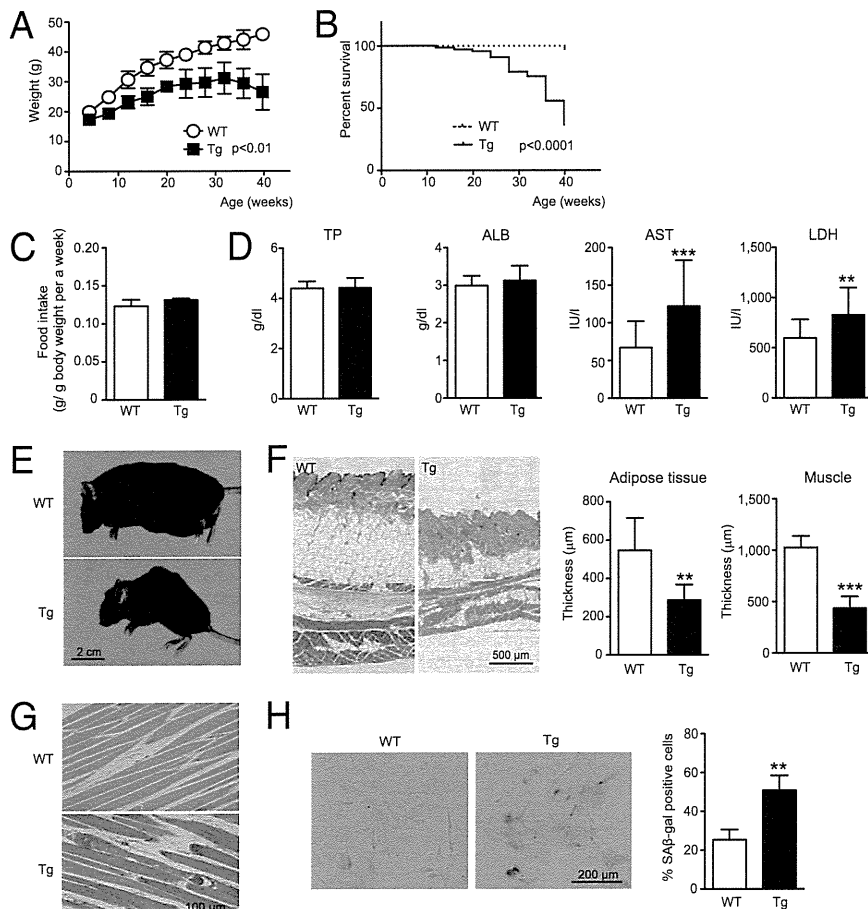 A
Weight (g)
50
40
30
20
10
0
0
10
20
30
40
Age (weeks)
WT
Tg
p<0.01
B
Percent survival
100
50
0
0
10
20
30
40
50
Age (weeks)
WT
Tg
p<0.0001
C
Food intake
(g/ g body weight per a week)
0.20
0.15
0.10
0.05
0
WT
Tg
D
TP
g/dl
6
4
2
0
WT
Tg
ALB
g/dl
4
3
2
1
0
WT
Tg
AST
IU/l
200
150
100
50
0
***
WT
Tg
LDH
IU/l
1,500
1,000
500
0
**
WT
Tg
E
WT
Tg
2 cm
F
WT
Tg
500 µm
Adipose tissue
Thickness (µm)
800
600
400
200
0
**
WT
Tg
Muscle
Thickness (µm)
1,500
1,000
500
0
***
WT
Tg
G
WT
Tg
100 µm
H
WT
Tg
200 µm
% SAβ-gal positive cells
80
60
40
20
0
**
WT
Tg